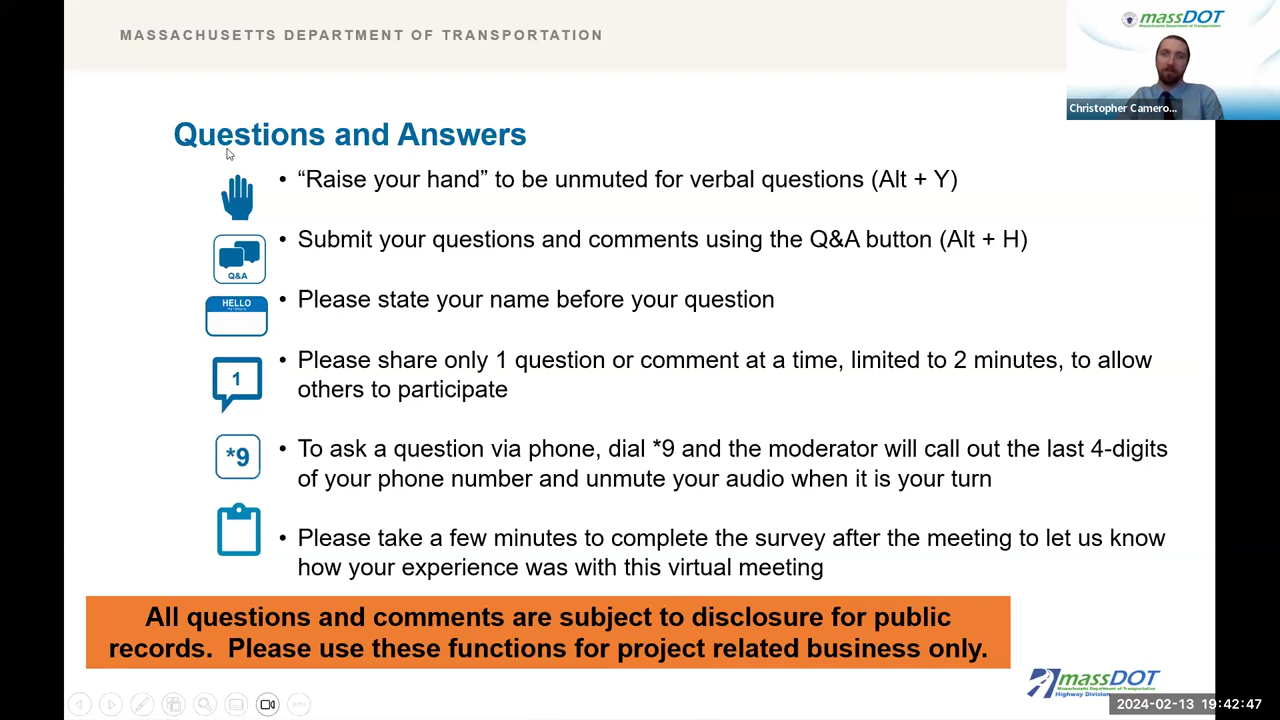 MASSACHUSETTS DEPARTMENT OF TRANSPORTATION
massDOT
Christopher Camero...
Questions and Answers
• “Raise your hand” to be unmuted for verbal questions (Alt + Y)
• Submit your questions and comments using the Q&A button (Alt + H)
Q&A
HELLO
• Please state your name before your question
• Please share only 1 question or comment at a time, limited to 2 minutes, to allow
others to participate
1
• To ask a question via phone, dial *9 and the moderator will call out the last 4-digits
of your phone number and unmute your audio when it is your turn
*9
• Please take a few minutes to complete the survey after the meeting to let us know
how your experience was with this virtual meeting
All questions and comments are subject to disclosure for public
records. Please use these functions for project related business only.
massDOT
Massachusetts Department of Transportation
Highway Division
2024-02-13 19:42:47